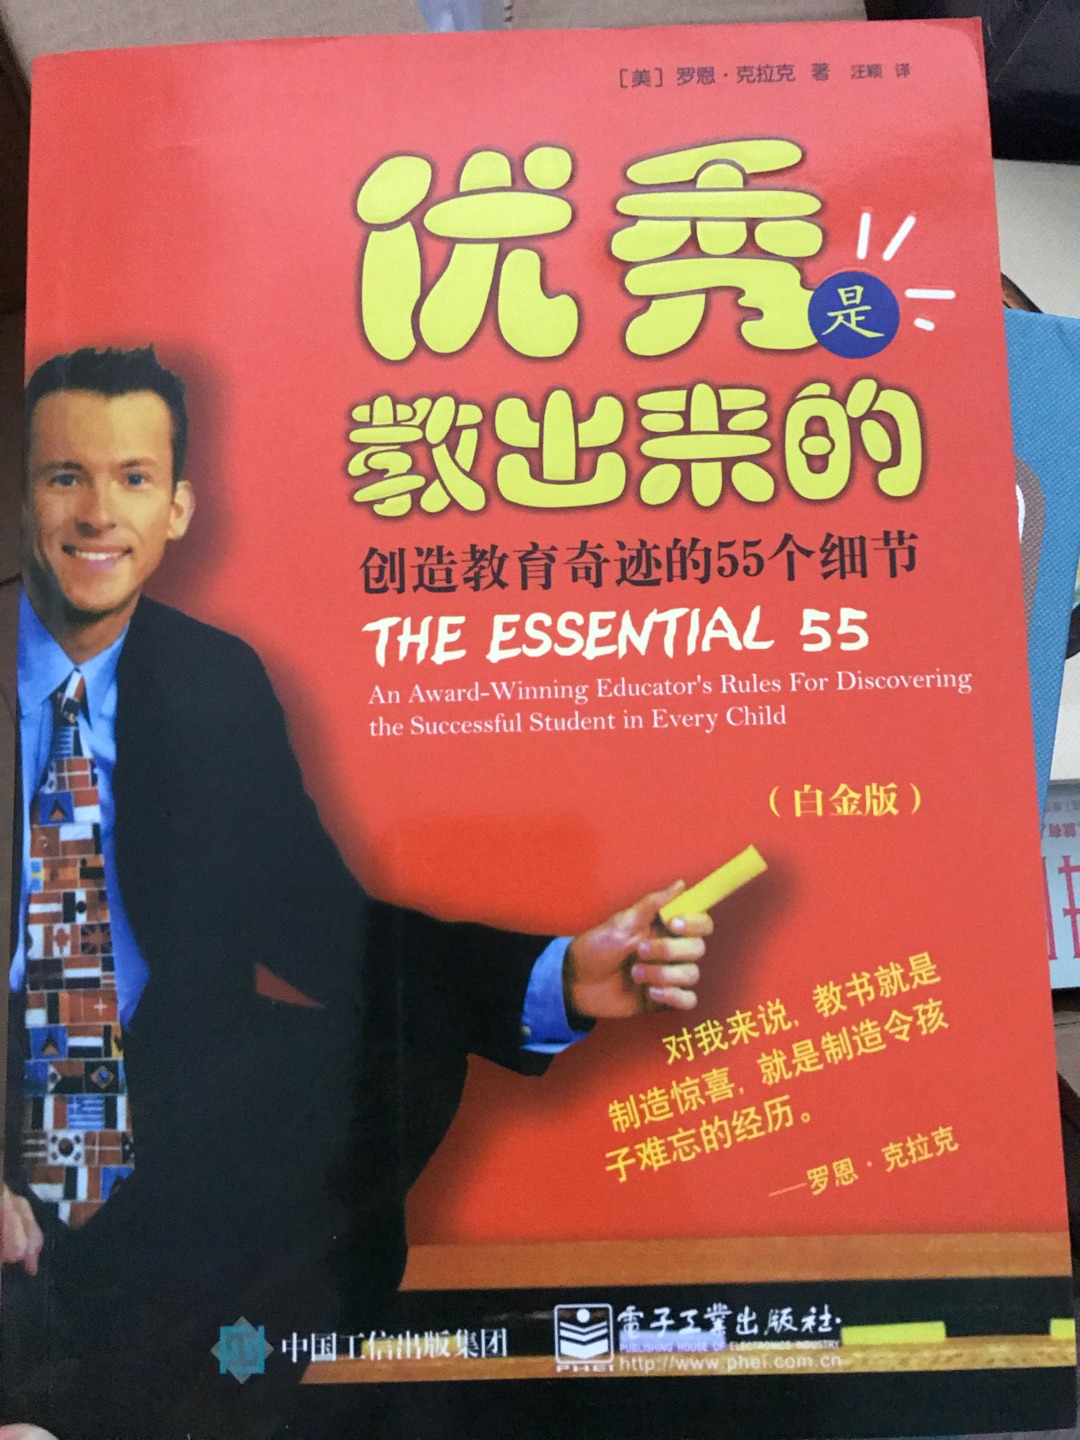 [美] 罗恩·克拉克 著 汪颖 译
优秀是
教出来的
创造教育奇迹的55个细节
THE ESSENTIAL 55
An Award-Winning Educator's Rules For Discovering
the Successful Student in Every Child
（白金版）
对我来说，教书就是
制造惊喜，就是制造令孩
子难忘的经历。
——罗恩·克拉克
中国工信出版集团
電子工業出版社·
PUBLISHING HOUSE OF ELECTRONICS INDUSTRY
PHEI
http://www.phei.com.cn